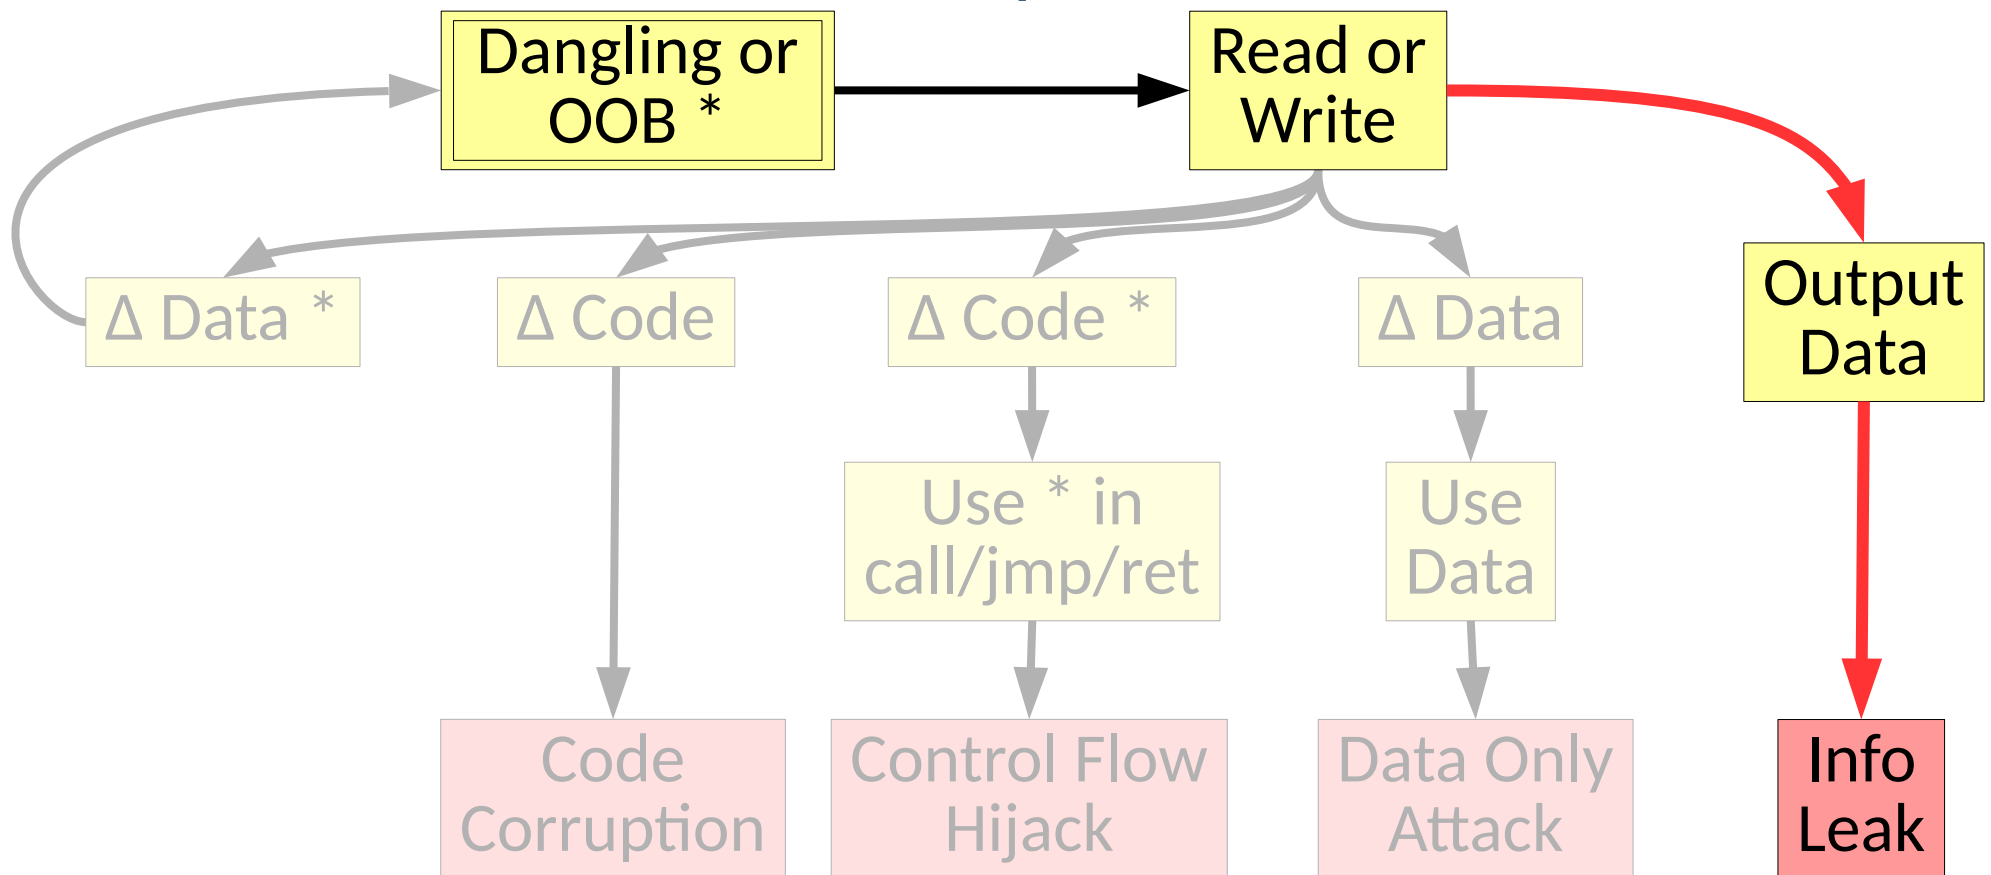 Dangling or
OOB *
Read or
Write
Output
Data
Δ Data *
Δ Code
Δ Code *
Δ Data
Use * in
call/jmp/ret
Use
Data
Code
Corruption
Control Flow
Hijack
Data Only
Attack
Info
Leak